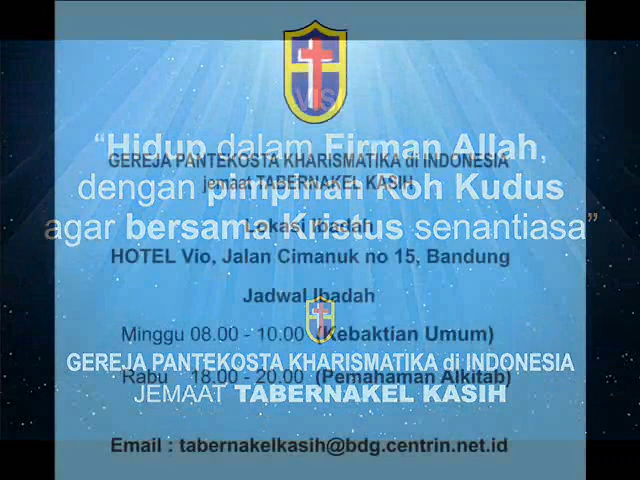 VISI
“Hidup dalam Firman Allah,
GEREJA PANTEKOSTA KHARISMATIKA di INDONESIA
jemaat TABERNAKEL KASIH
dengan pimpinan Roh Kudus
Lokasi Ibadah
agar bersama Kristus senantiasa”
HOTEL Vio, Jalan Cimanuk no 15, Bandung
Jadwal Ibadah
Minggu 08.00 - 10.00 (Kebaktian Umum)
GEREJA PANTEKOSTA KHARISMATIKA di INDONESIA
Rabu 18.00 - 20.00 (Pemahaman Alkitab)
JEMAAT TABERNAKEL KASIH
Email : tabernakelkasih@bdg.centrin.net.id